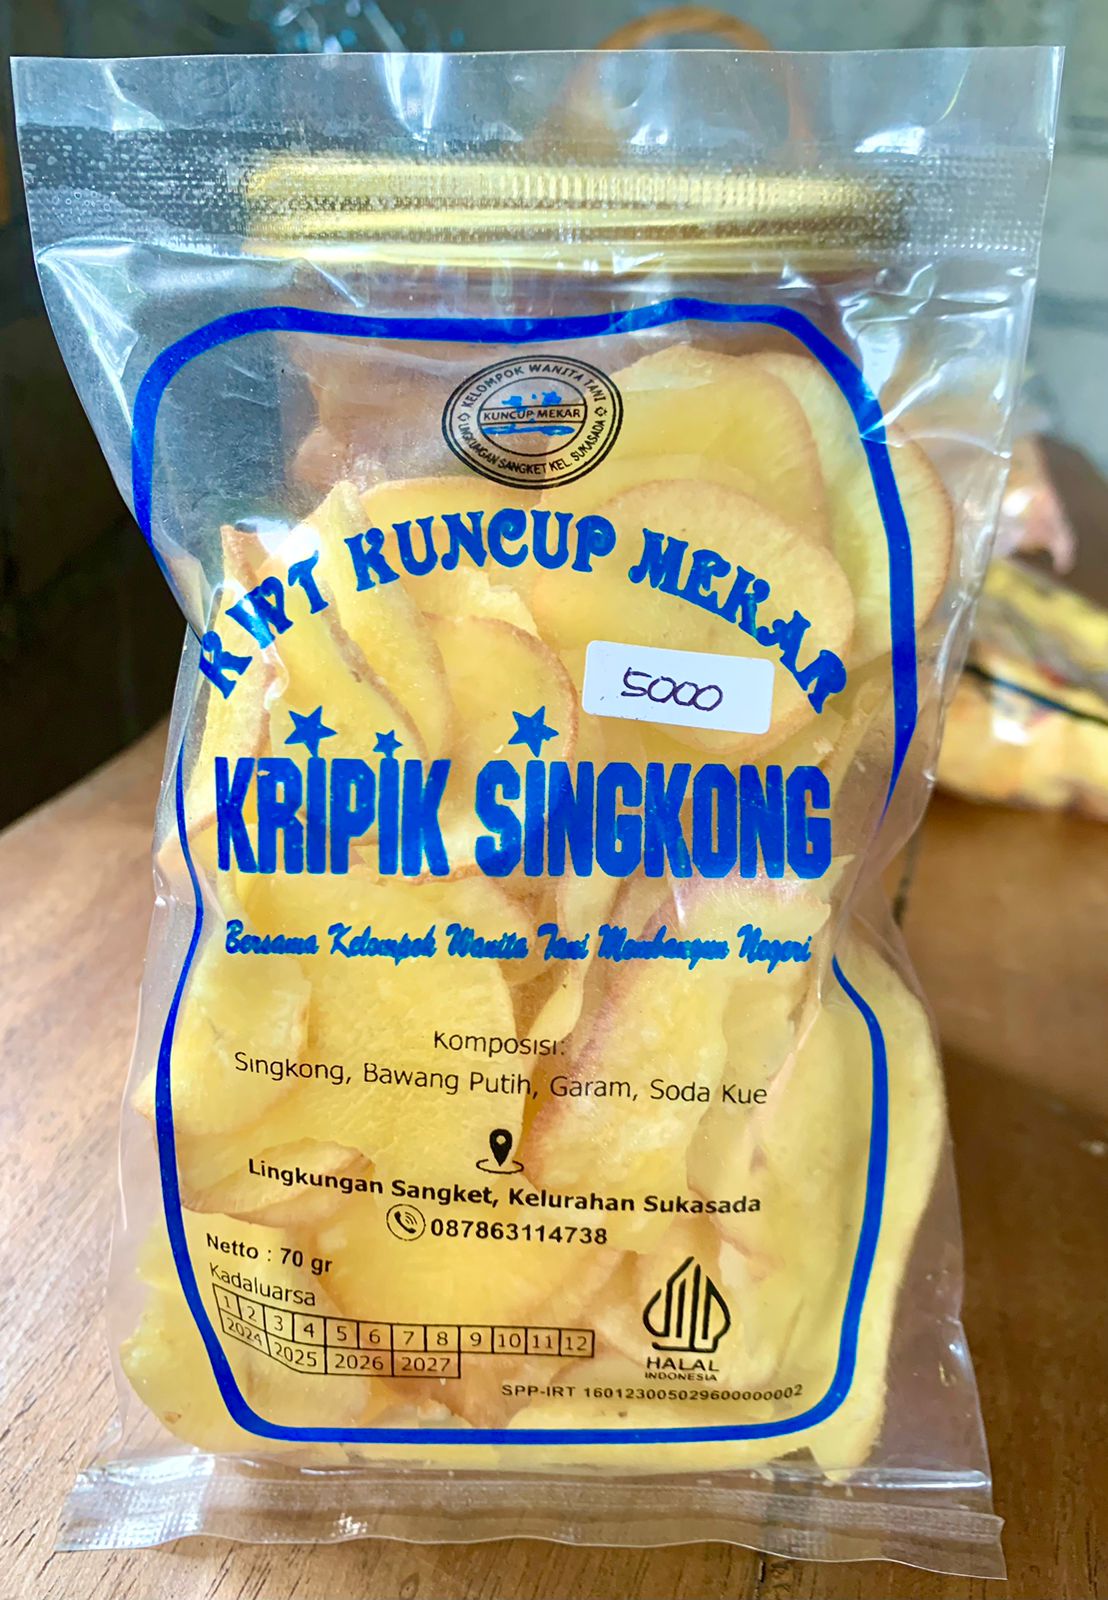 KELOMPOK WANITA TANI
KUNCUP MEKAR
LINGKUNGAN SANGKET KEL. SUKASADA
KWT KUNCUP MEKAR
5000
KRIPIK SINGKONG
Bersama Kelompok Wanita Tani Membangun Negeri
Komposisi:
Singkong, Bawang Putih, Garam, Soda Kue
Lingkungan Sangket, Kelurahan Sukasada
087863114738
Netto : 70 gr
Kadaluarsa
1 2 3 4 5 6 7 8 9 10 11 12
2024 2025 2026 2027
HALAL
INDONESIA
SPP-IRT 1601230050296000000002